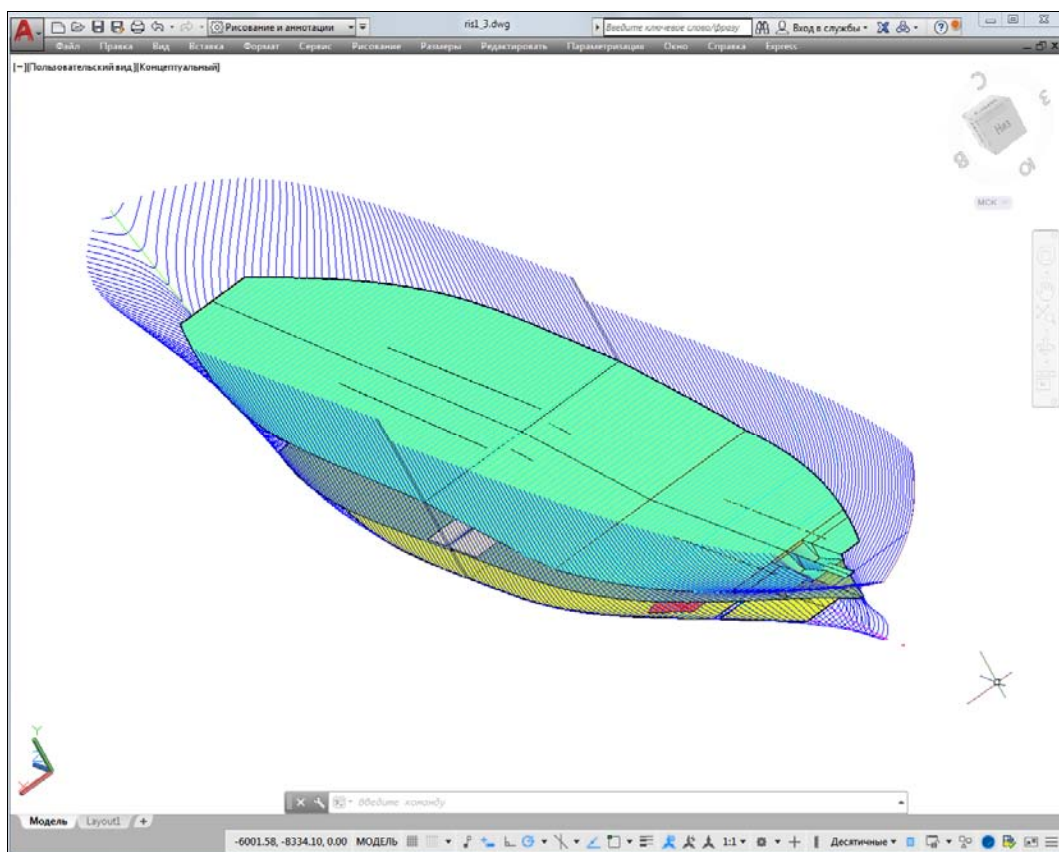 A
Рисование и аннотации
ris1_3.dwg
Введите ключевое слово/фразу
Вход в службы
Файл Правка Вид Вставка Формат Сервис Рисование Размеры Редактировать Параметризация Окно Справка Express
[−][Пользовательский вид][Концептуальный]
С
З
Низ
В
Ю
МСК
Y
Z
X
Введите команду
Модель Layout1 +
-6001.58, -8334.10, 0.00 МОДЕЛЬ 1:1 Десятичные